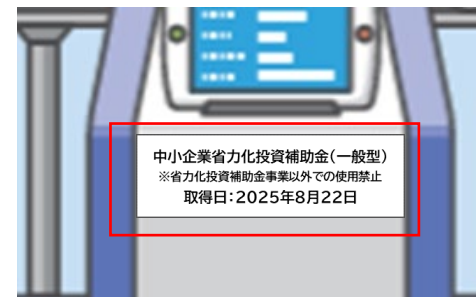 中小企業省力化投資補助金(一般型)
※省力化投資補助金事業以外での使用禁止
取得日:2025年8月22日